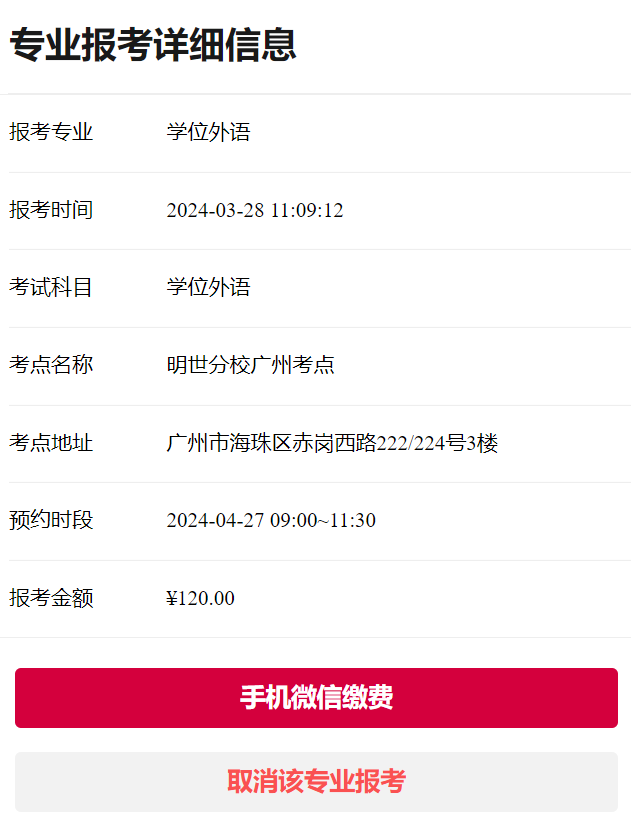 专业报考详细信息
报考专业 学位外语
报考时间 2024-03-28 11:09:12
考试科目 学位外语
考点名称 明世分校广州考点
考点地址 广州市海珠区赤岗西路222/224号3楼
预约时段 2024-04-27 09:00~11:30
报考金额 ¥120.00
手机微信缴费
取消该专业报考